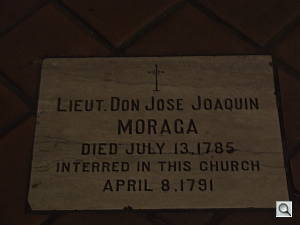 LIEUT. DON JOSE JOAQUIN
MORAGA
DIED JULY 13, 1785
INTERRED IN THIS CHURCH
APRIL 8, 1791